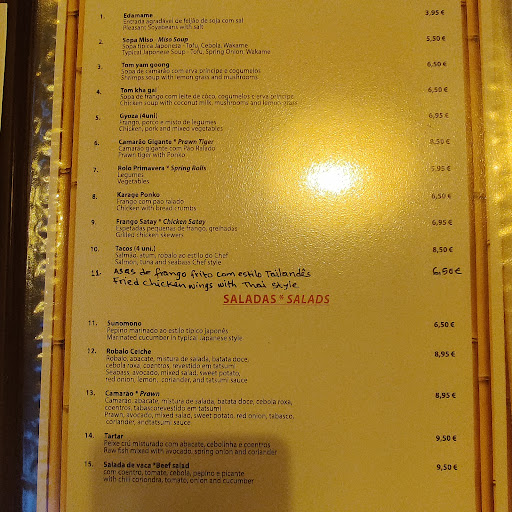 1. Edamame 3,95 €
Entrada agradável de feijão de soja com sal
Pleasant Soyabeans with salt
2. Sopa Miso - Miso Soup 5,50 €
Sopa típica Japonesa - Tofu, Cebola, Wakame
Typical Japanese Soup - Tofu, Spring Onion, Wakame
3. Tom yam goong 6,50 €
Sopa de camarão com erva príncipe e cogumelos
Shrimps soup with lemon grass and mushrooms
4. Tom kha gai 6,50 €
Sopa de frango com leite de côco, cogumelos e erva príncipe
Chicken soup with coconut milk, mushrooms and lemon grass
5. Gyoza (4uni) 6,95 €
Frango, porco e misto de legumes
Chicken, pork and mixed vegetables
6. Camarão Gigante * Prawn Tiger 8,50 €
Camarão gigante com Pão Ralado
Prawn tiger with Ponko
7. Rolo Primavera * Spring Rolls 5,95 €
Legumes
Vegetables
8. Karage Ponko 6,50 €
Frango com pão ralado
Chicken with bread crumbs
9. Frango Satay * Chicken Satay 6,95 €
Espetadas pequenas de frango, grelhadas
Grilled chicken skewers
10. Tacos (4 uni.) 8,50 €
Salmão, atum, robalo ao estilo do Chef
Salmon, tuna and seabass Chef style
11. Asas de frango frito com estilo Tailandês 6,50€
Fried Chicken wings with Thai style
SALADAS * SALADS
11. Sunomono 6,50 €
Pepino marinado ao estilo típico japonês
Marinated cucumber in typical Japanese style
12. Robalo Ceiche 8,95 €
Robalo, abacate, mistura de salada, batata doce,
cebola roxa, coentros, revestido em tatsumi
Seabass, avocado, mixed salad, sweet potato,
red onion, lemon, coriander, and tatsumi sauce
13. Camarão * Prawn 8,95 €
Camarão, abacate, mistura de salada, batata doce, cebola roxa,
coentros, tabasco revestido em tatsumi
Prawn, avocado, mixed salad, sweet potato, red onion, tabasco,
coriander, and tatsumi sauce.
14. Tartar 9,50 €
Peixe crú misturada com abacate, cebolinha e coentros
Raw fish mixed with avocado, spring onion and coriander
15. Salada de vaca *Beef salad 9,50 €
com coentro, tomate, cebola, pepino e picante
with chili coriondra, tomato, onion and cucumber